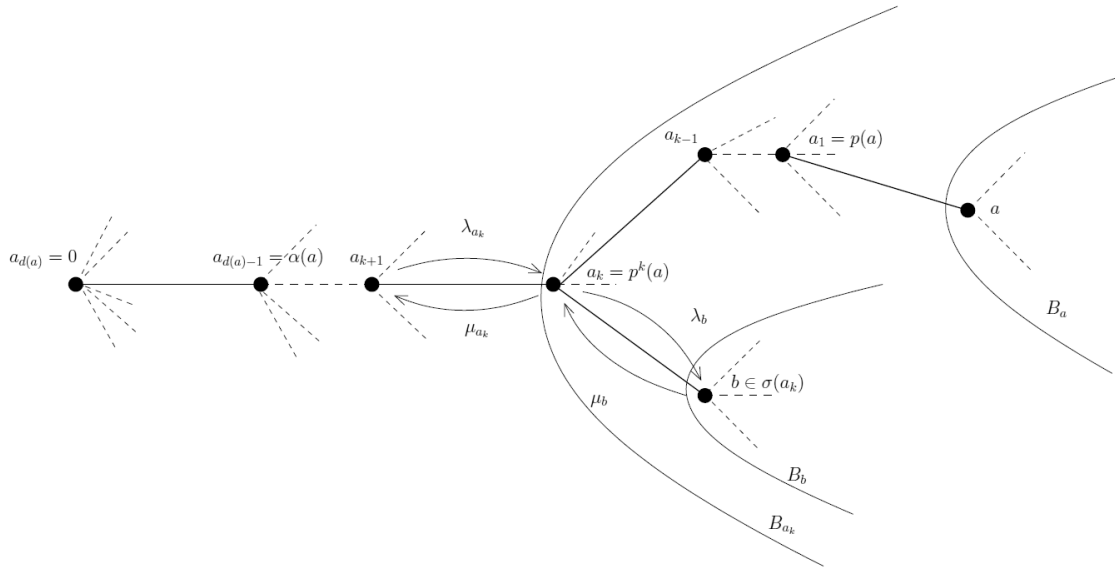 a_{k-1}
a_1 = p(a)
a
λ_{a_k}
a_{d(a)} = 0
a_{d(a)-1} = α(a)
a_{k+1}
a_k = p^k(a)
μ_{a_k}
λ_b
B_a
b ∈ σ(a_k)
μ_b
B_b
B_{a_k}